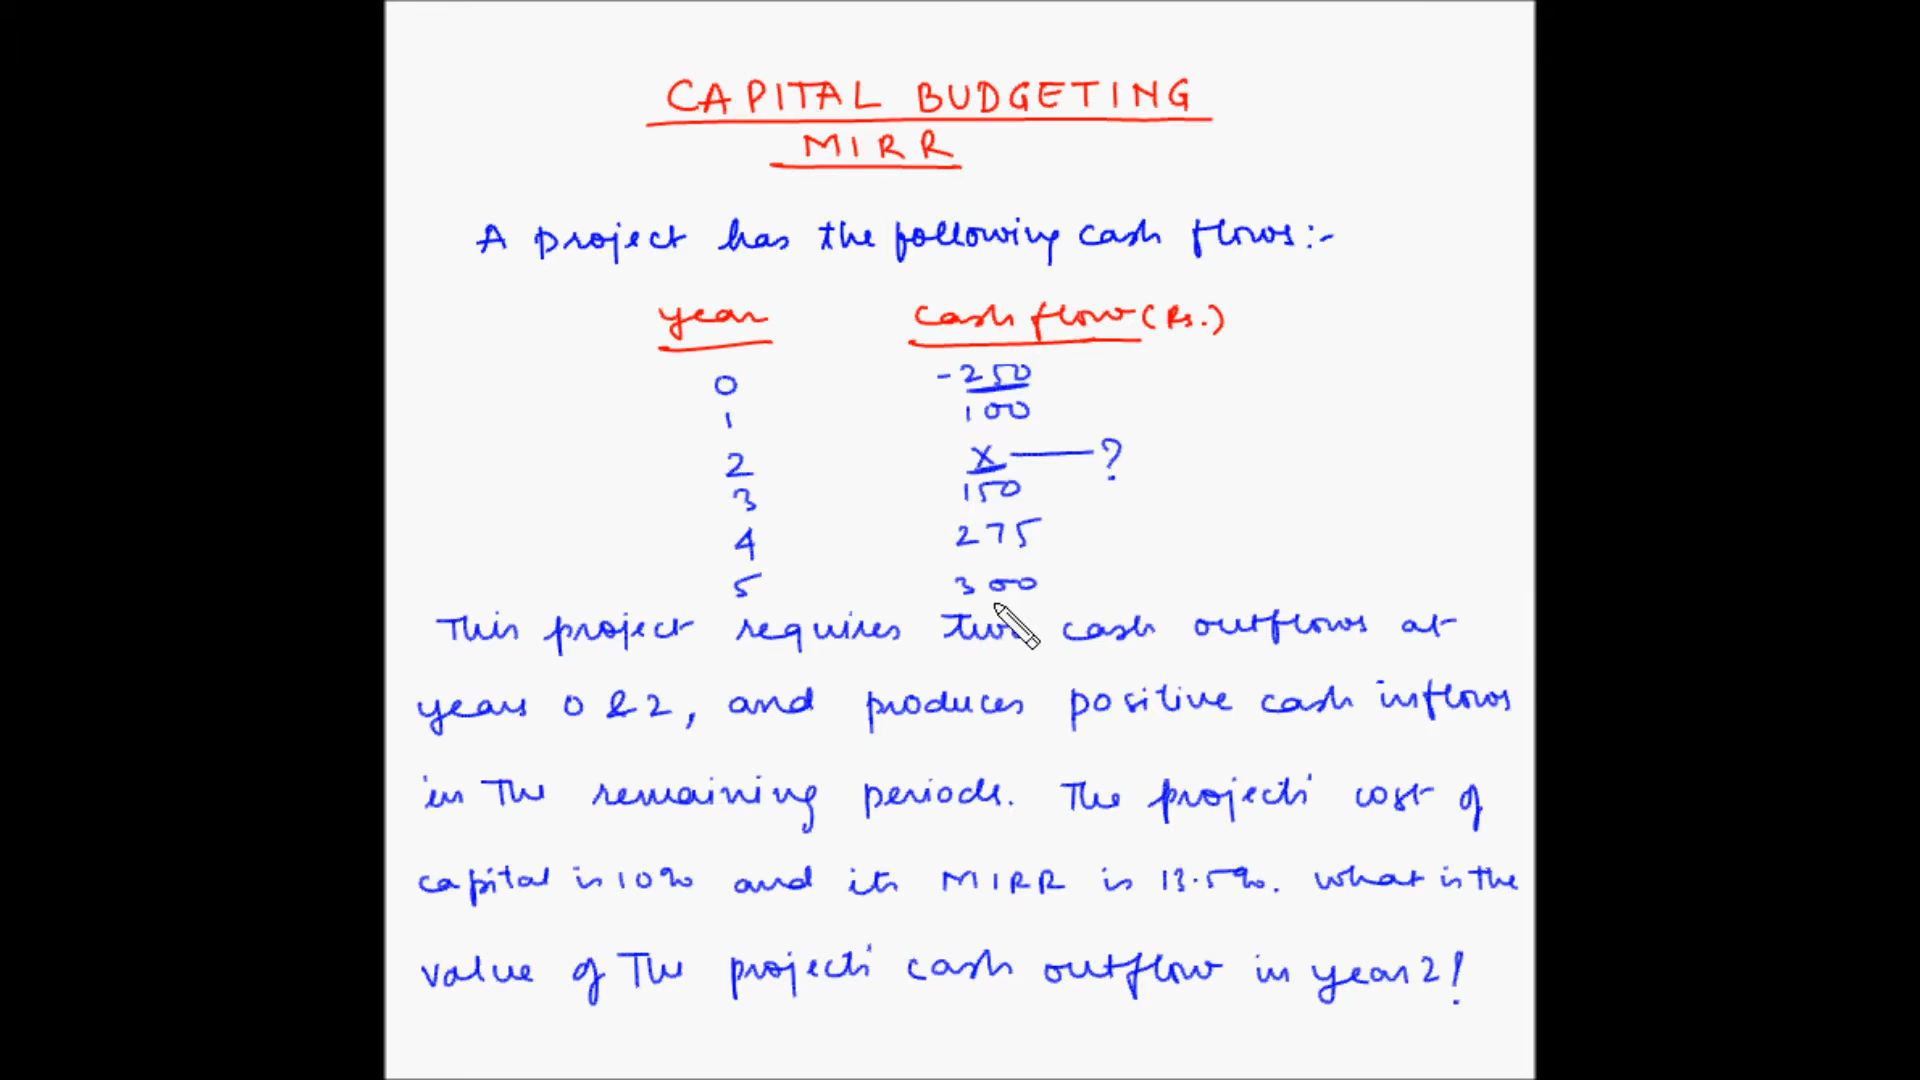 CAPITAL BUDGETING
MIRR
A project has the following cash flows:-
year cash flow (Rs.)
0 -250
1 100
2 X — ?
3 150
4 275
5 300
This project requires two cash outflows at
years 0 & 2, and produces positive cash inflows
in the remaining periods. The project's cost of
capital is 10% and its MIRR is 13.5%. what is the
value of the project's cash outflow in year 2?